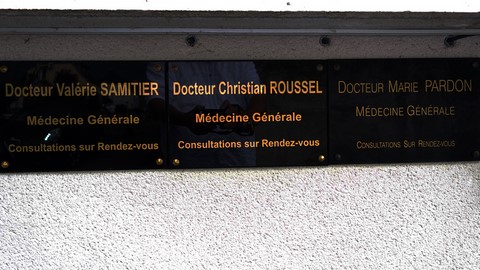 Docteur Valérie SAMITIER
Médecine Générale
Consultations sur Rendez-vous
Docteur Christian ROUSSEL
Médecine Générale
Consultations sur Rendez-vous
DOCTEUR MARIE PARDON
MÉDECINE GÉNÉRALE
CONSULTATIONS SUR RENDEZ-VOUS